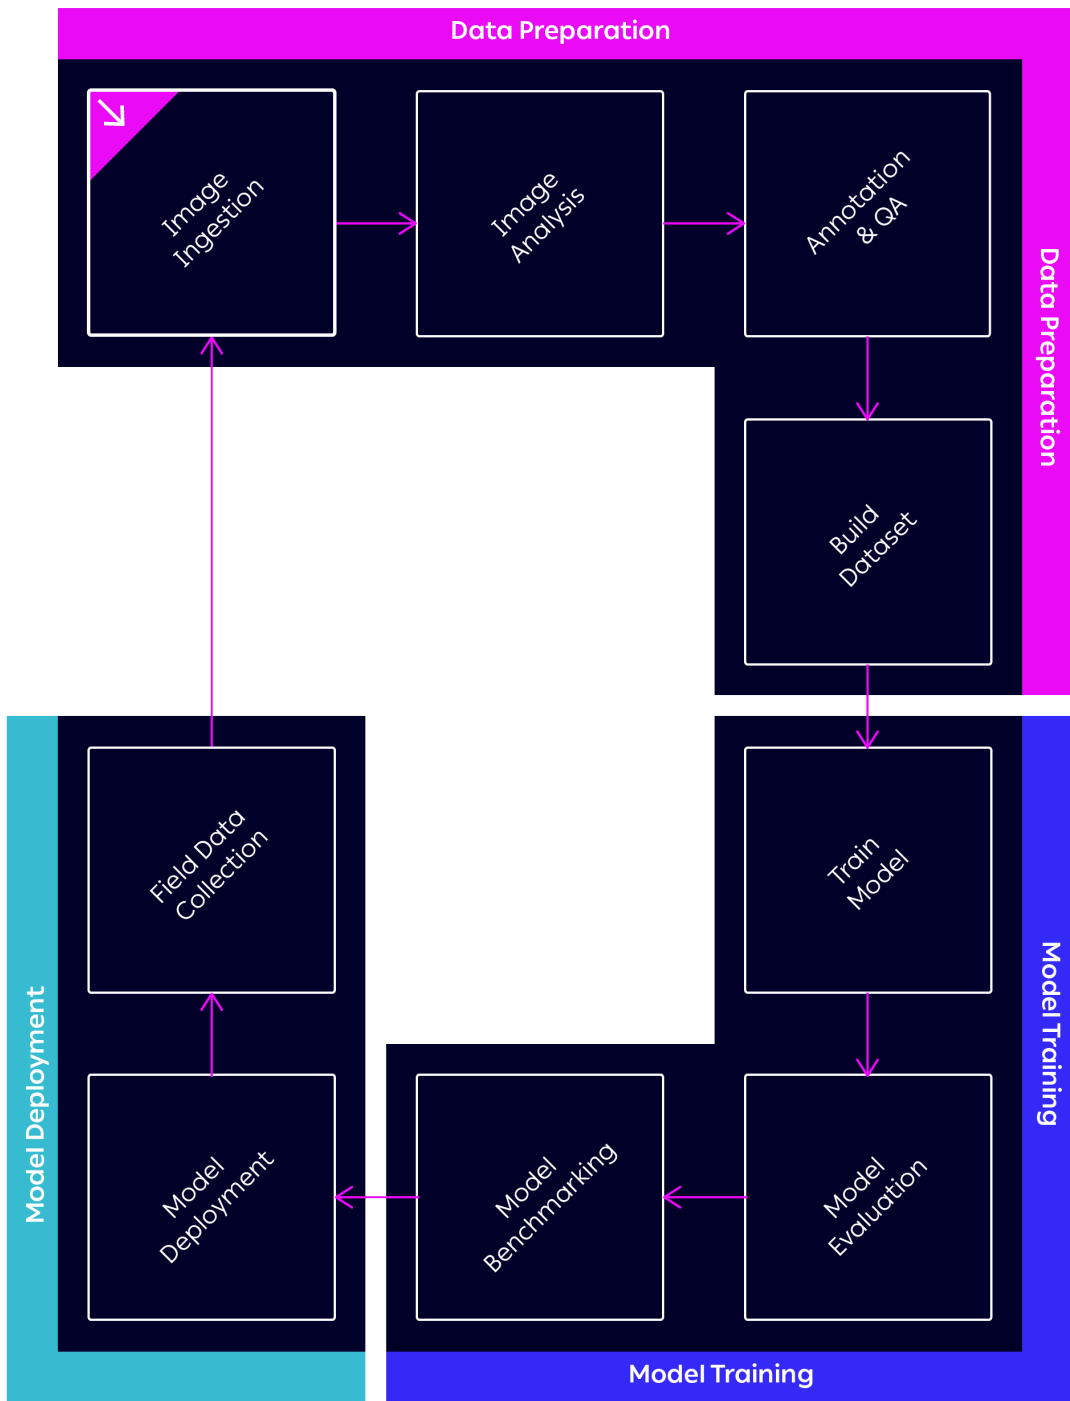 Data Preparation
Image
Ingestion
Image
Analysis
Annotation
& QA
Data Preparation
Build
Dataset
Train
Model
Model Training
Model
Evaluation
Model
Benchmarking
Model Training
Model
Deployment
Field Data
Collection
Model Deployment